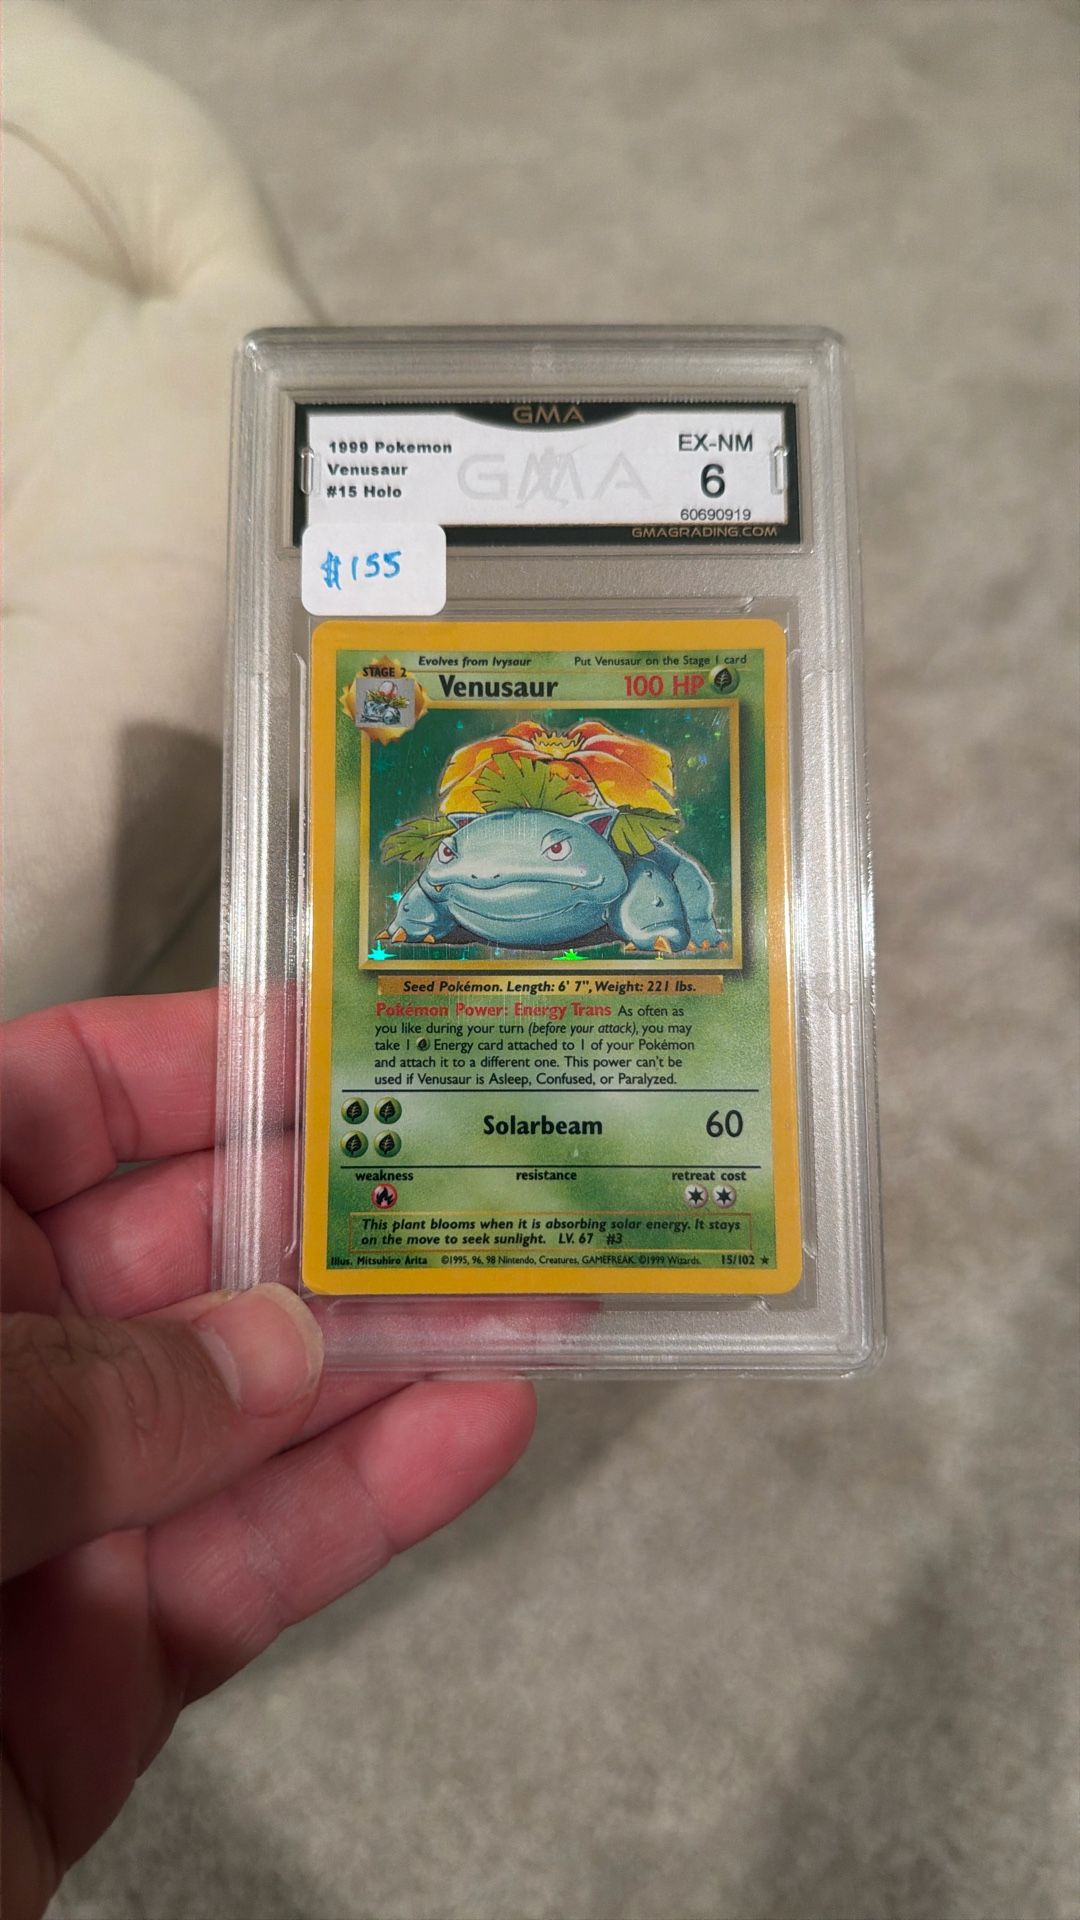 GMA
1999 Pokemon
Venusaur
#15 Holo
GMA
EX-NM
6
60690919
GMAGRADING.COM
$155
STAGE 2
Evolves from Ivysaur
Put Venusaur on the Stage 1 card
Venusaur
100 HP
Seed Pokémon. Length: 6' 7", Weight: 221 lbs.
Pokémon Power: Energy Trans As often as
you like during your turn (before your attack), you may
take 1 Energy card attached to 1 of your Pokémon
and attach it to a different one. This power can't be
used if Venusaur is Asleep, Confused, or Paralyzed.
Solarbeam 60
weakness resistance retreat cost
This plant blooms when it is absorbing solar energy. It stays
on the move to seek sunlight. LV. 67 #3
Illus. Mitsuhiro Arita ©1995, 96, 98 Nintendo, Creatures, GAMEFREAK. ©1999 Wizards. 15/102 ★